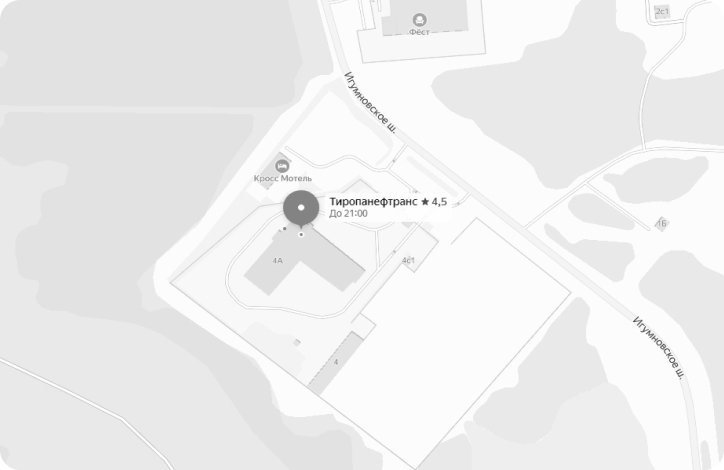 2с1
Фест
Игумновское ш.
Кросс Мотель
Тиропанефтранс ★ 4,5
До 21:00
1Б
4А
4с1
Игумновское ш.
4